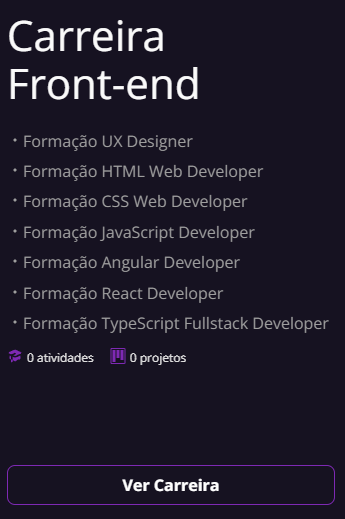 Carreira
Front-end
· Formação UX Designer
· Formação HTML Web Developer
· Formação CSS Web Developer
· Formação JavaScript Developer
· Formação Angular Developer
· Formação React Developer
· Formação TypeScript Fullstack Developer
0 atividades 0 projetos
Ver Carreira